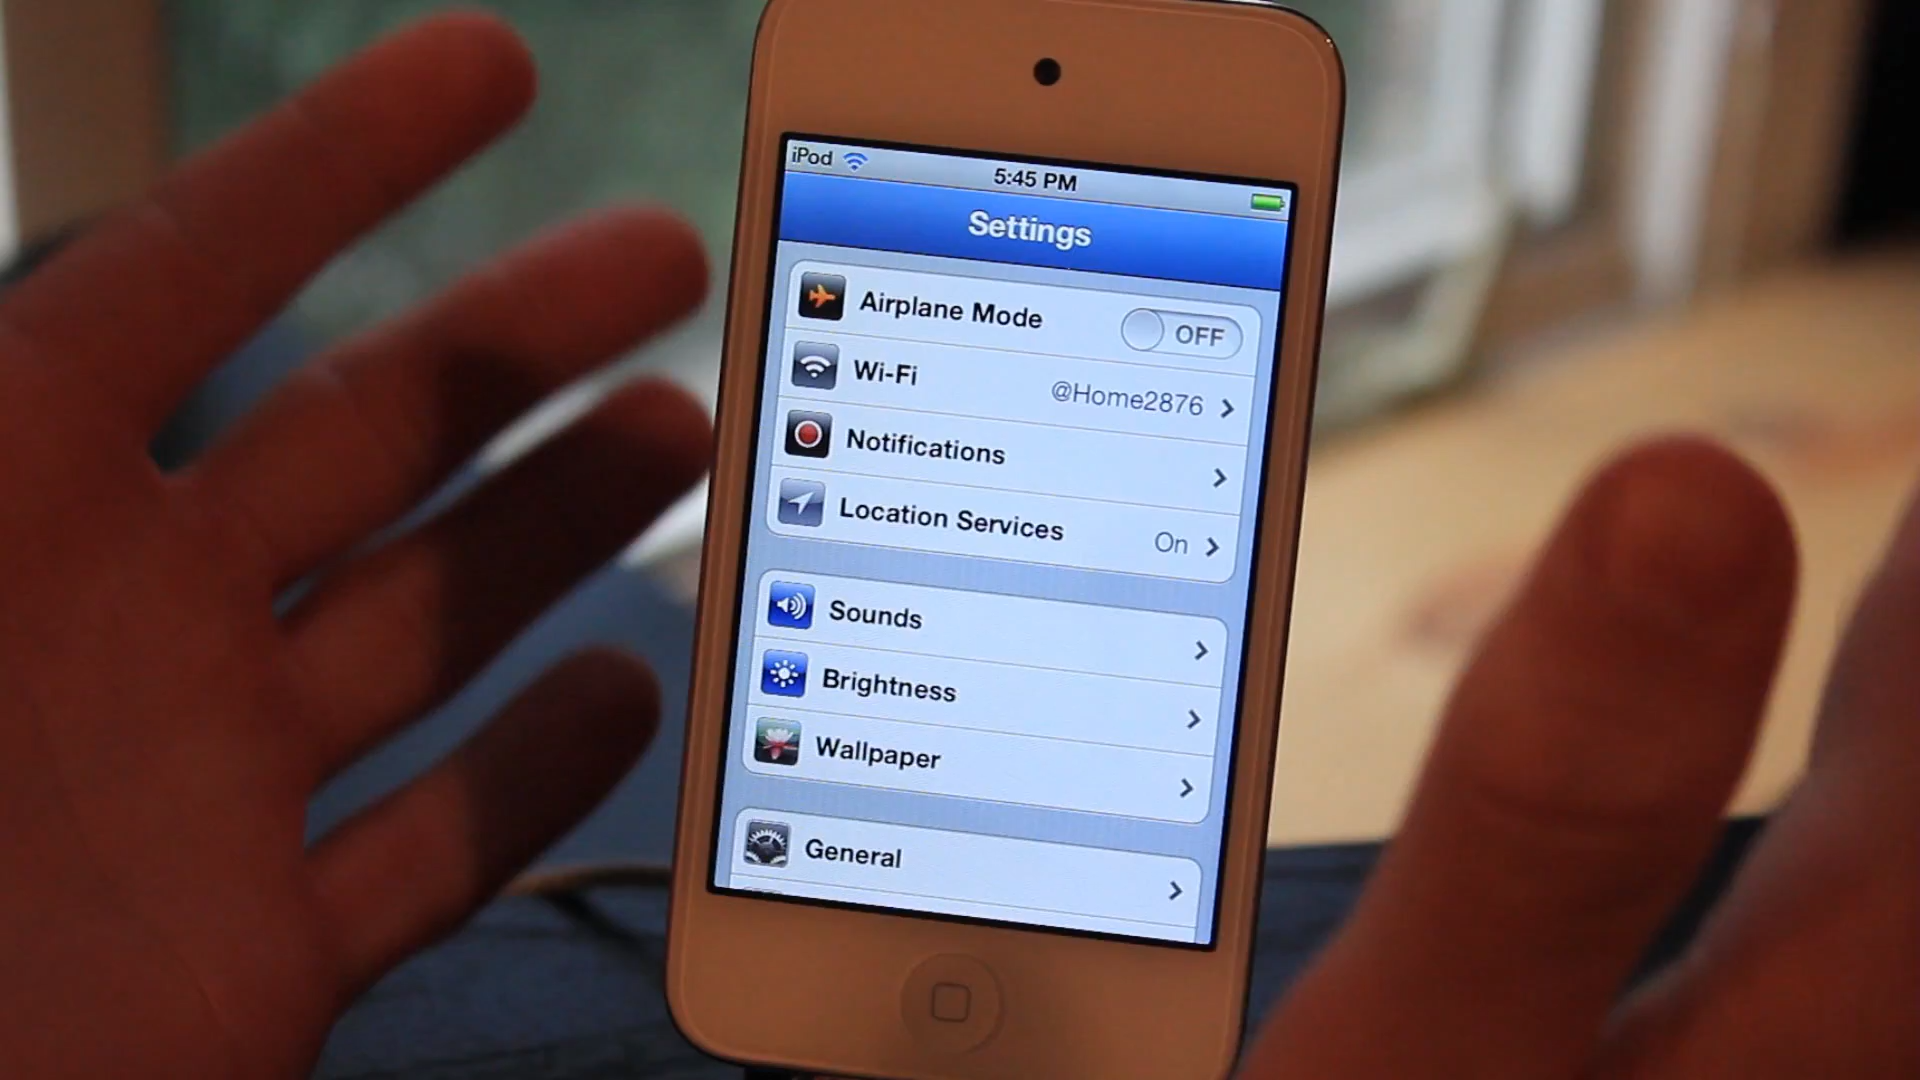 iPod
5:45 PM
Settings
Airplane Mode OFF
Wi-Fi @Home2876
Notifications
Location Services On
Sounds
Brightness
Wallpaper
General